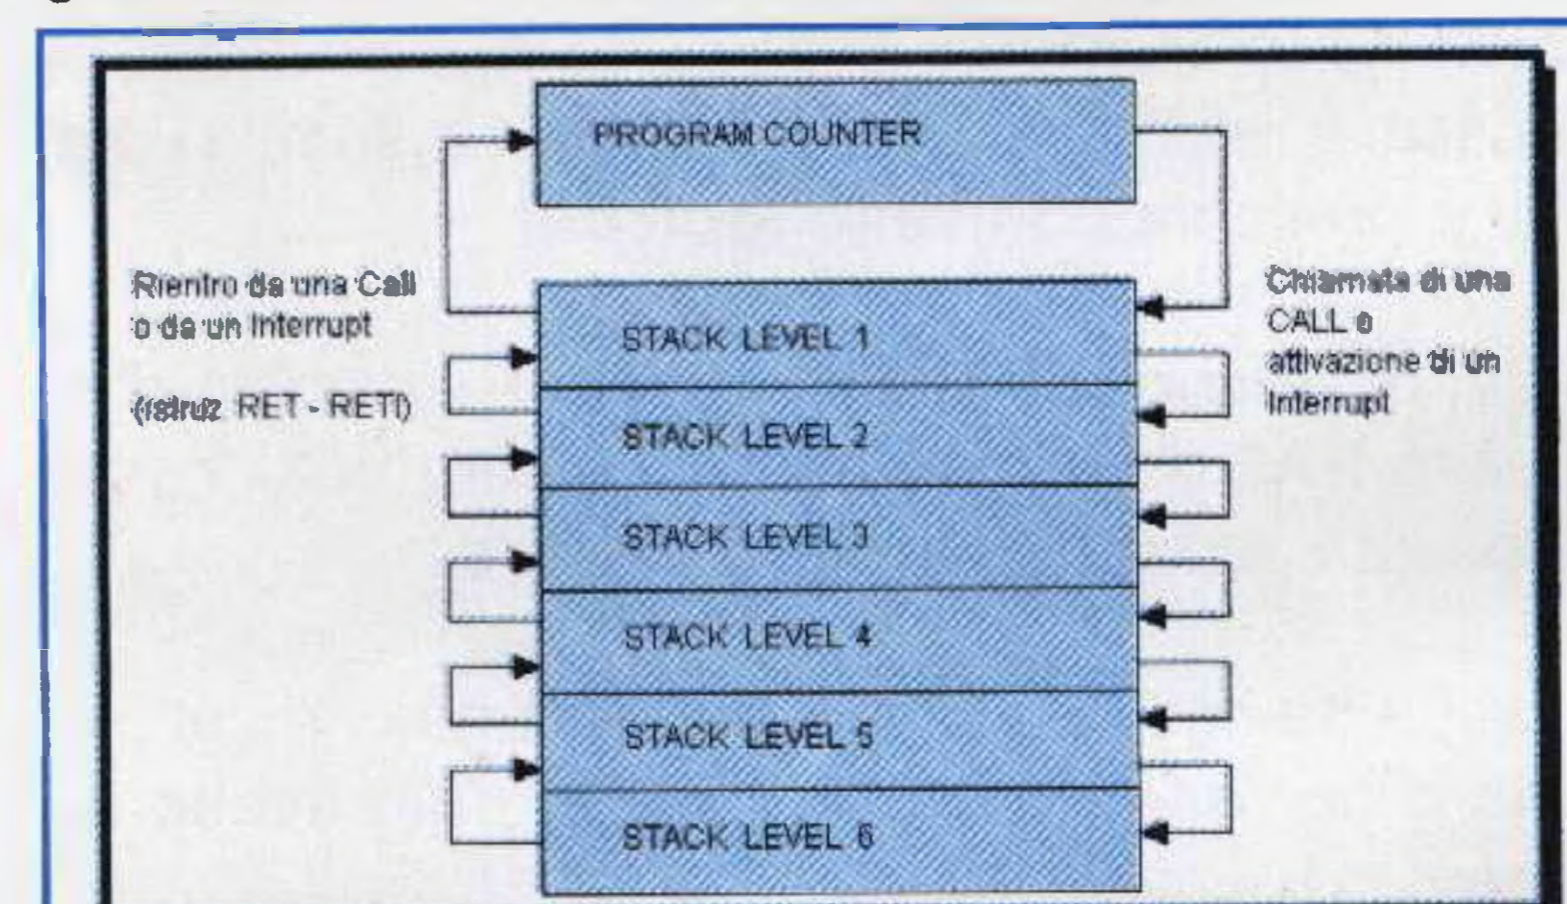 PROGRAM COUNTER
Rientro da una Call
o da un Interrupt
(istruz RET - RETI)
Chiamata di una
CALL o
attivazione di un
Interrupt
STACK LEVEL 1
STACK LEVEL 2
STACK LEVEL 3
STACK LEVEL 4
STACK LEVEL 5
STACK LEVEL 6